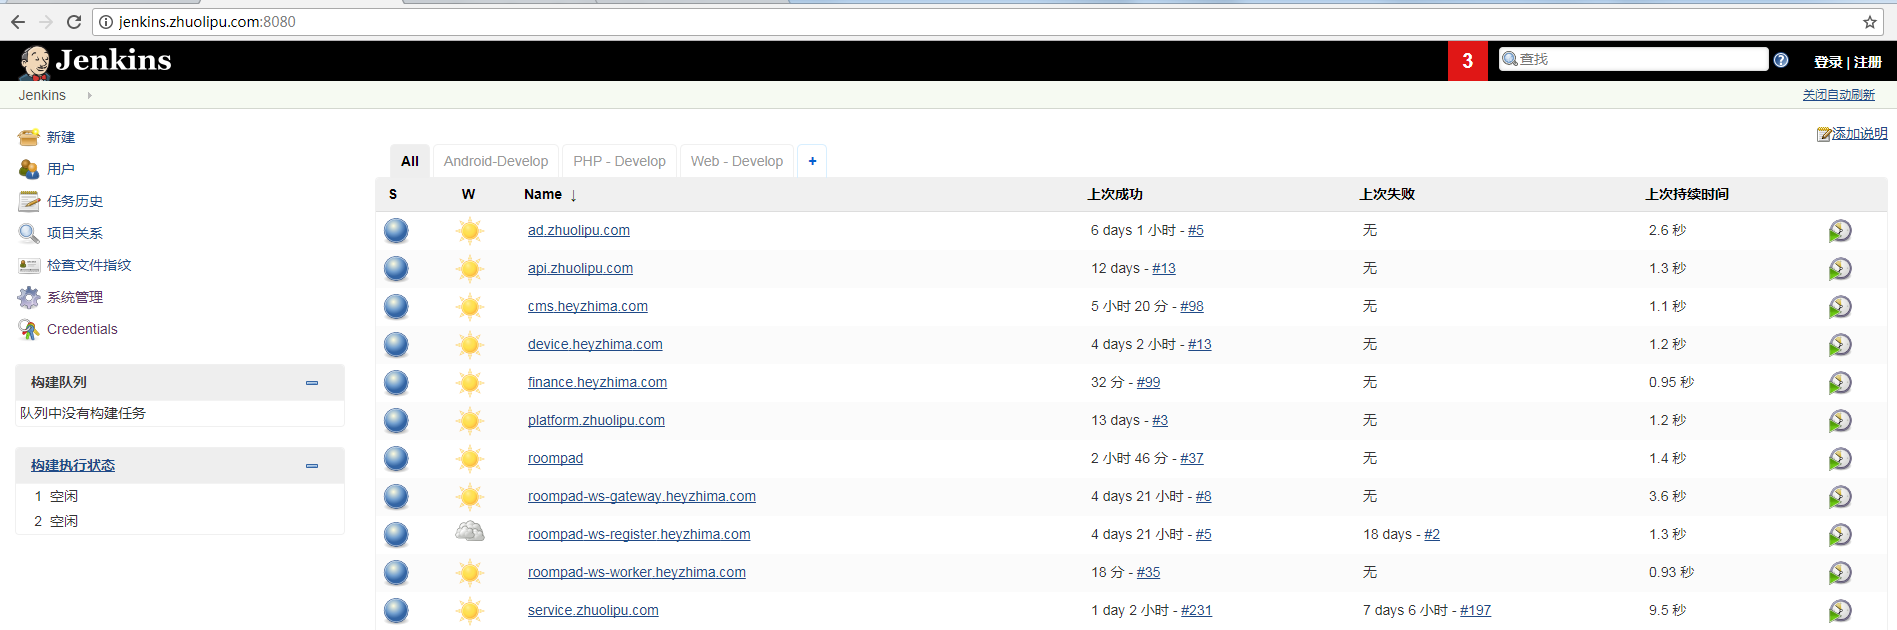 jenkins.zhuolipu.com:8080
Jenkins 3 查找 登录 | 注册
Jenkins 关闭自动刷新
添加说明
新建
用户
任务历史
项目关系
检查文件指纹
系统管理
Credentials
构建队列
队列中没有构建任务
构建执行状态
1 空闲
2 空闲
All Android-Develop PHP - Develop Web - Develop +
S W Name ↓ 上次成功 上次失败 上次持续时间
ad.zhuolipu.com 6 days 1 小时 - #5 无 2.6 秒
api.zhuolipu.com 12 days - #13 无 1.3 秒
cms.heyzhima.com 5 小时 20 分 - #98 无 1.1 秒
device.heyzhima.com 4 days 2 小时 - #13 无 1.2 秒
finance.heyzhima.com 32 分 - #99 无 0.95 秒
platform.zhuolipu.com 13 days - #3 无 1.2 秒
roompad 2 小时 46 分 - #37 无 1.4 秒
roompad-ws-gateway.heyzhima.com 4 days 21 小时 - #8 无 3.6 秒
roompad-ws-register.heyzhima.com 4 days 21 小时 - #5 18 days - #2 1.3 秒
roompad-ws-worker.heyzhima.com 18 分 - #35 无 0.93 秒
service.zhuolipu.com 1 day 2 小时 - #231 7 days 6 小时 - #197 9.5 秒